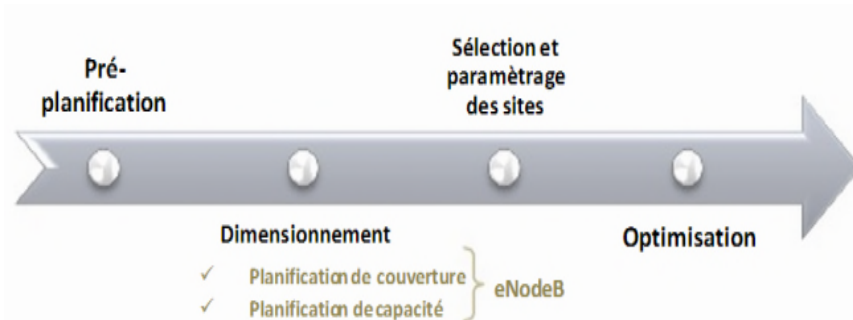 Pré-
planification
Sélection et
paramètrage
des sites
Dimensionnement
✓ Planification de couverture
✓ Planification de capacité
eNodeB
Optimisation